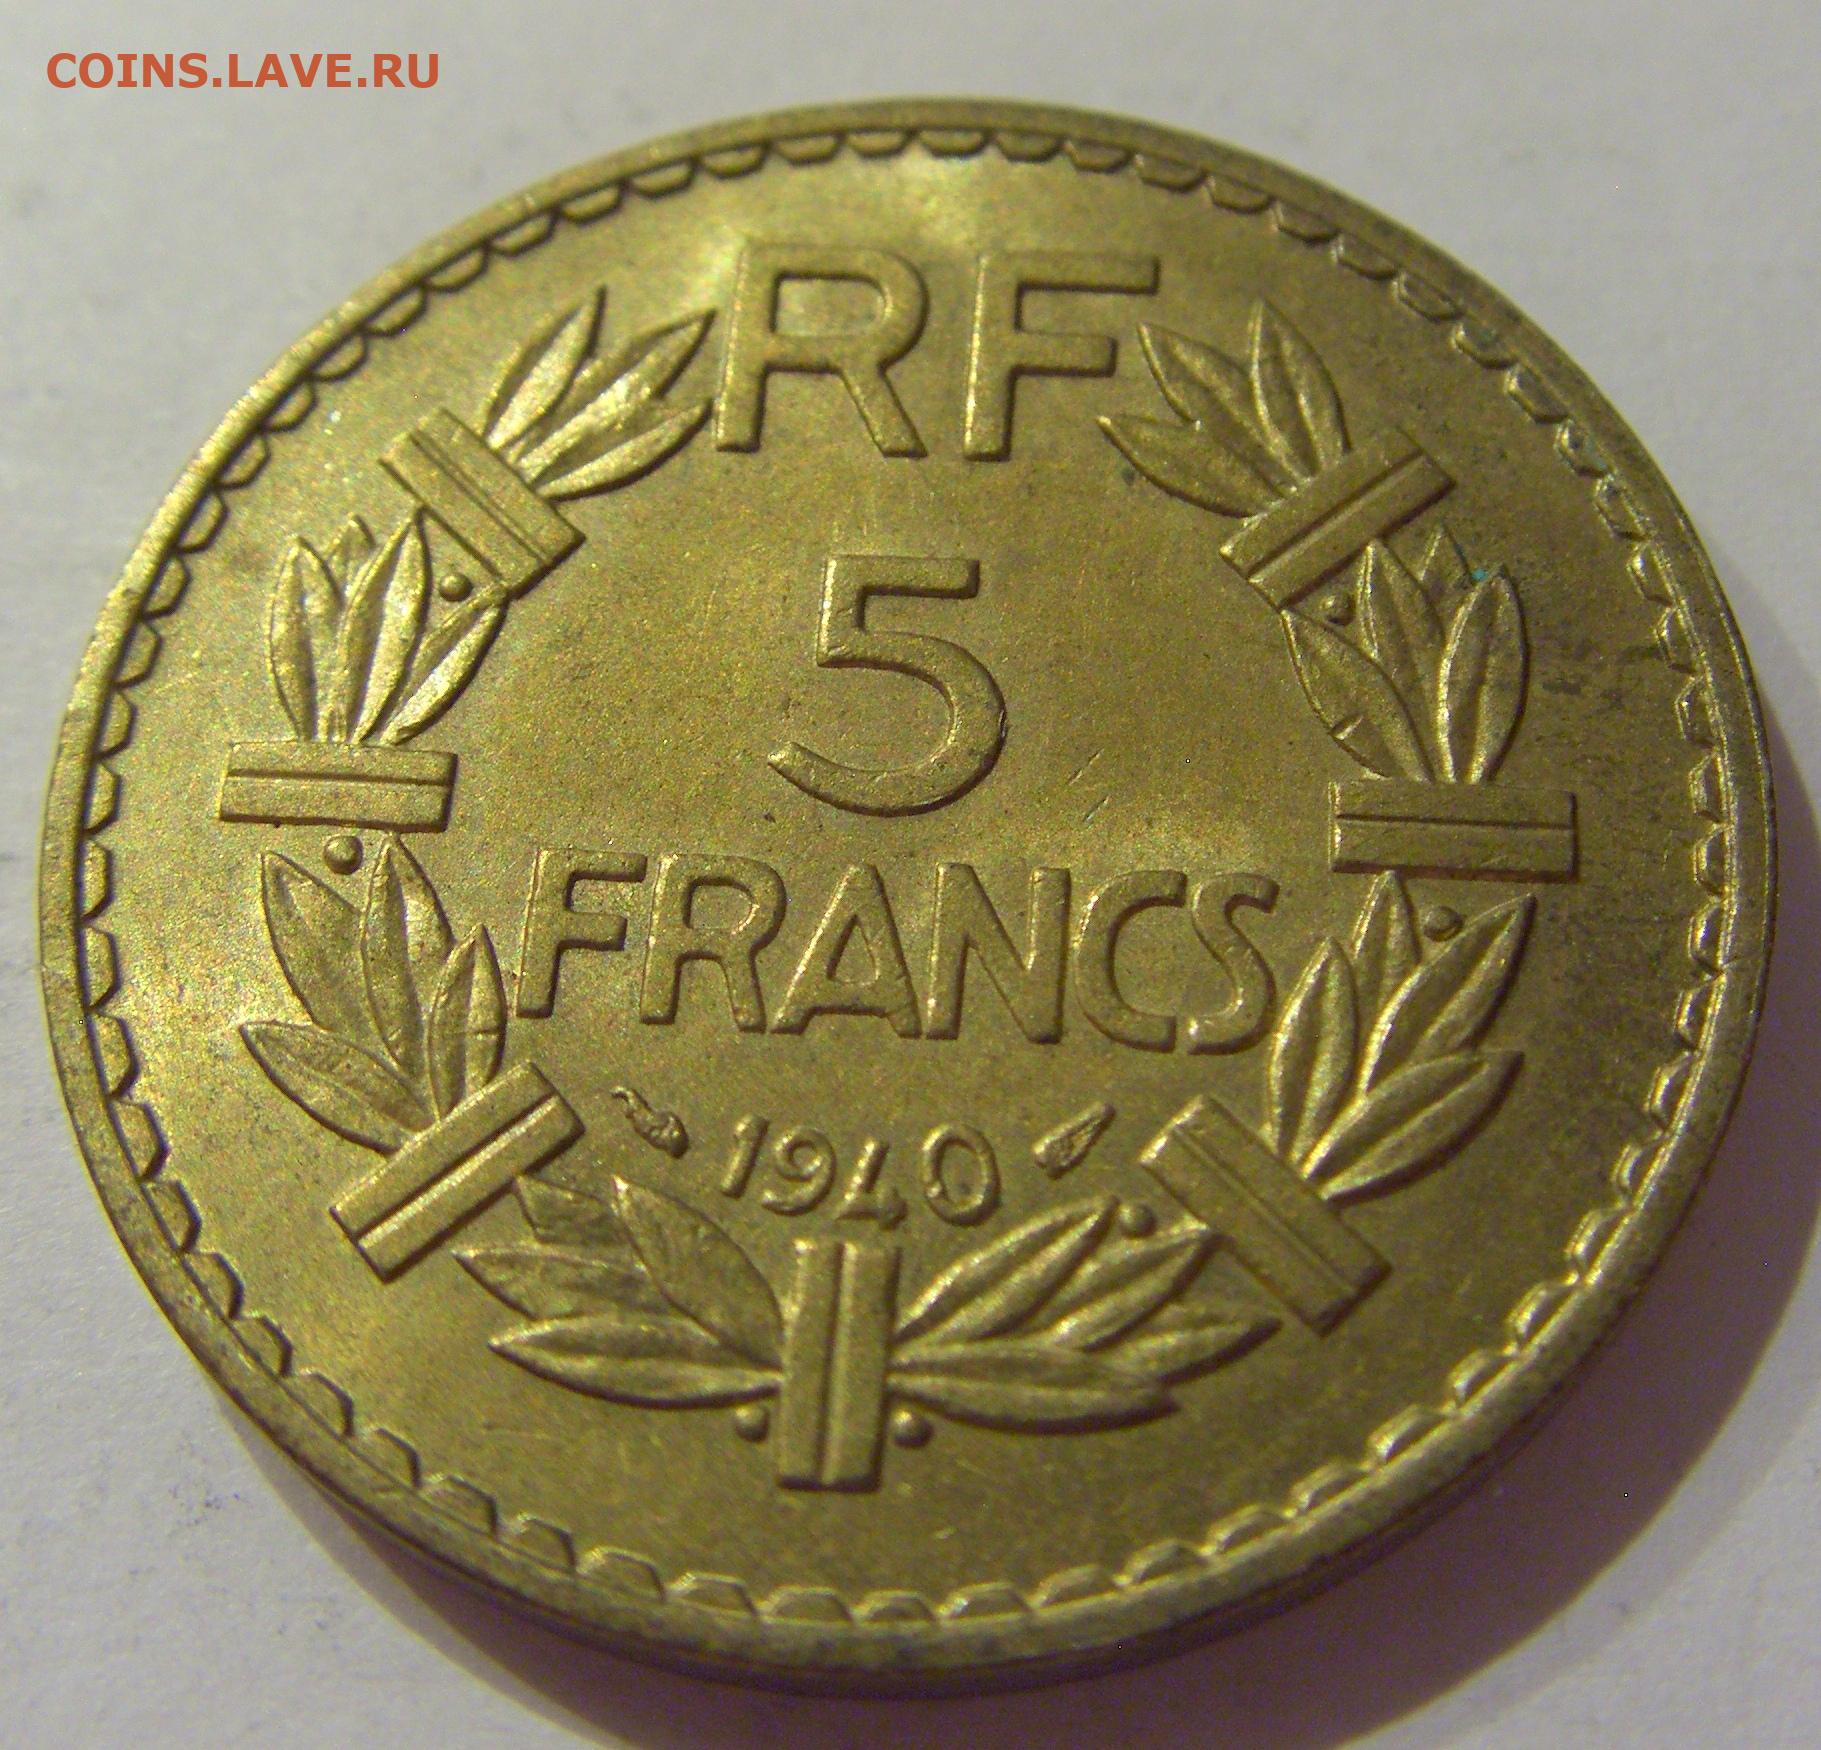 COINS.LAVE.RU
RF
5
FRANCS
1940